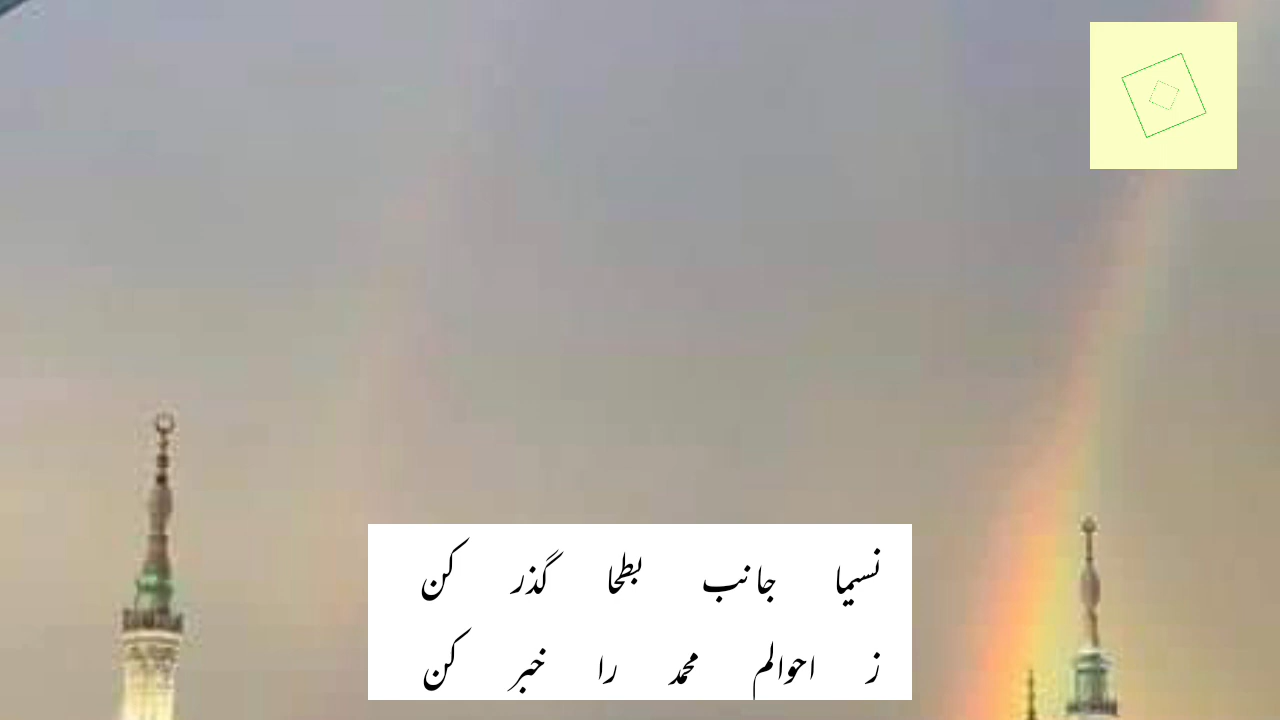 نسیما جانب بطحا گذر کن
ز احوالم محمد را خبر کن